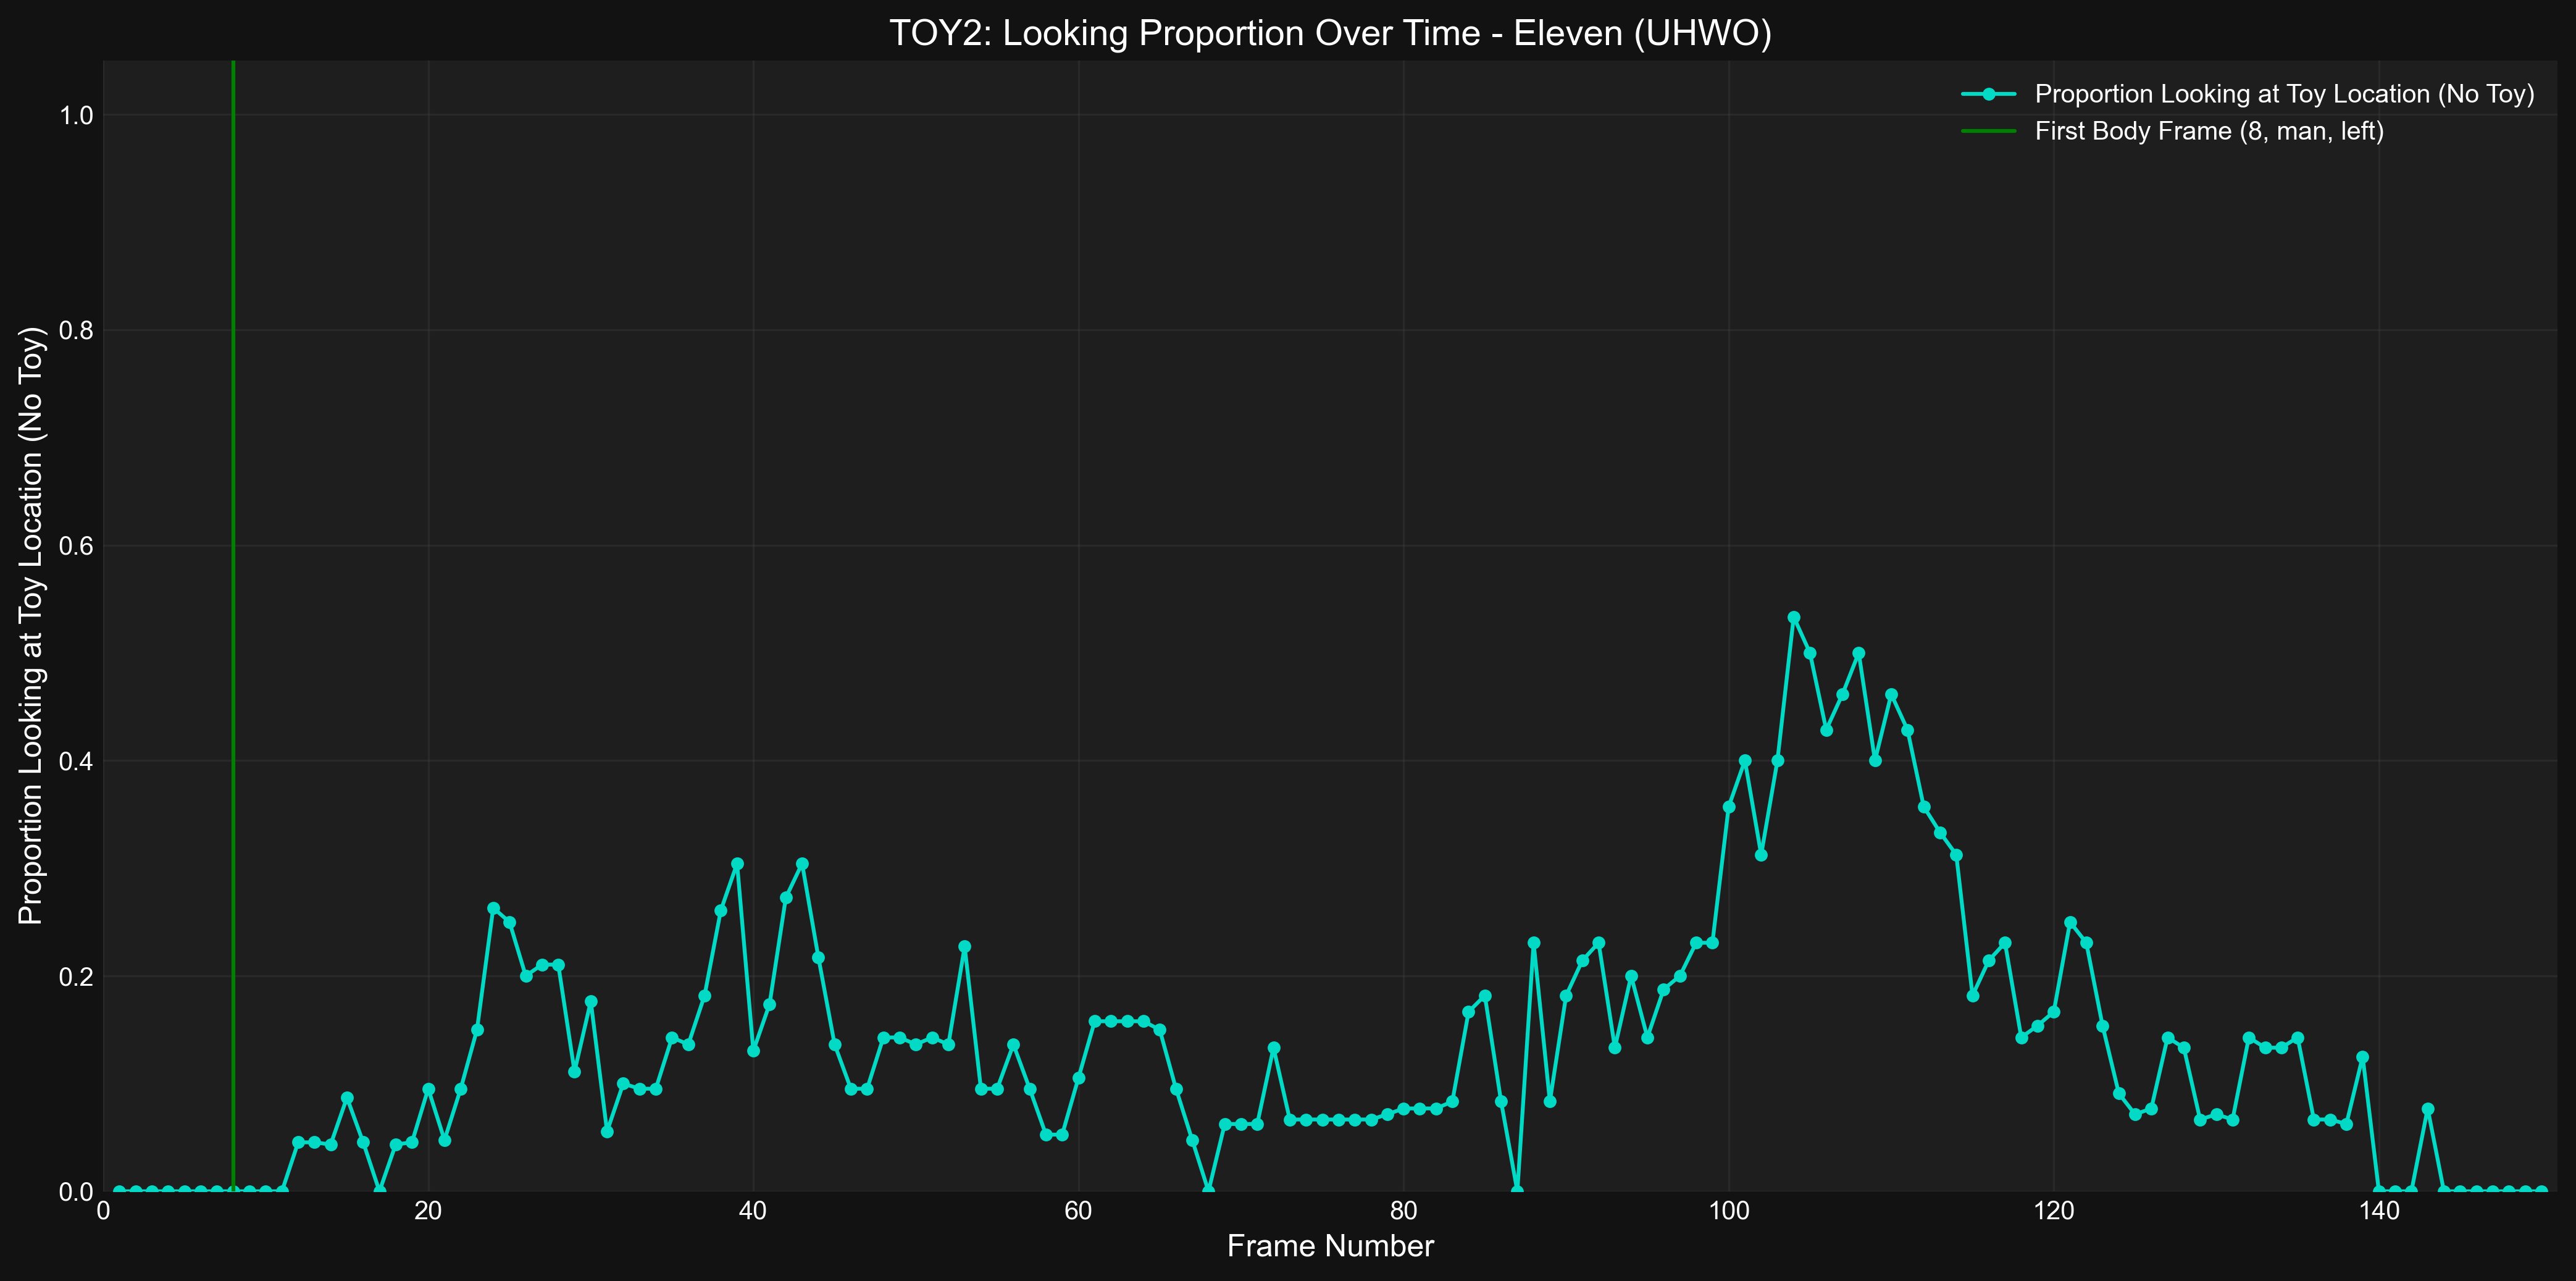 TOY2: Looking Proportion Over Time - Eleven (UHWO)
Proportion Looking at Toy Location (No Toy)
First Body Frame (8, man, left)
Proportion Looking at Toy Location (No Toy)
1.0
0.8
0.6
0.4
0.2
0.0
0 20 40 60 80 100 120 140
Frame Number